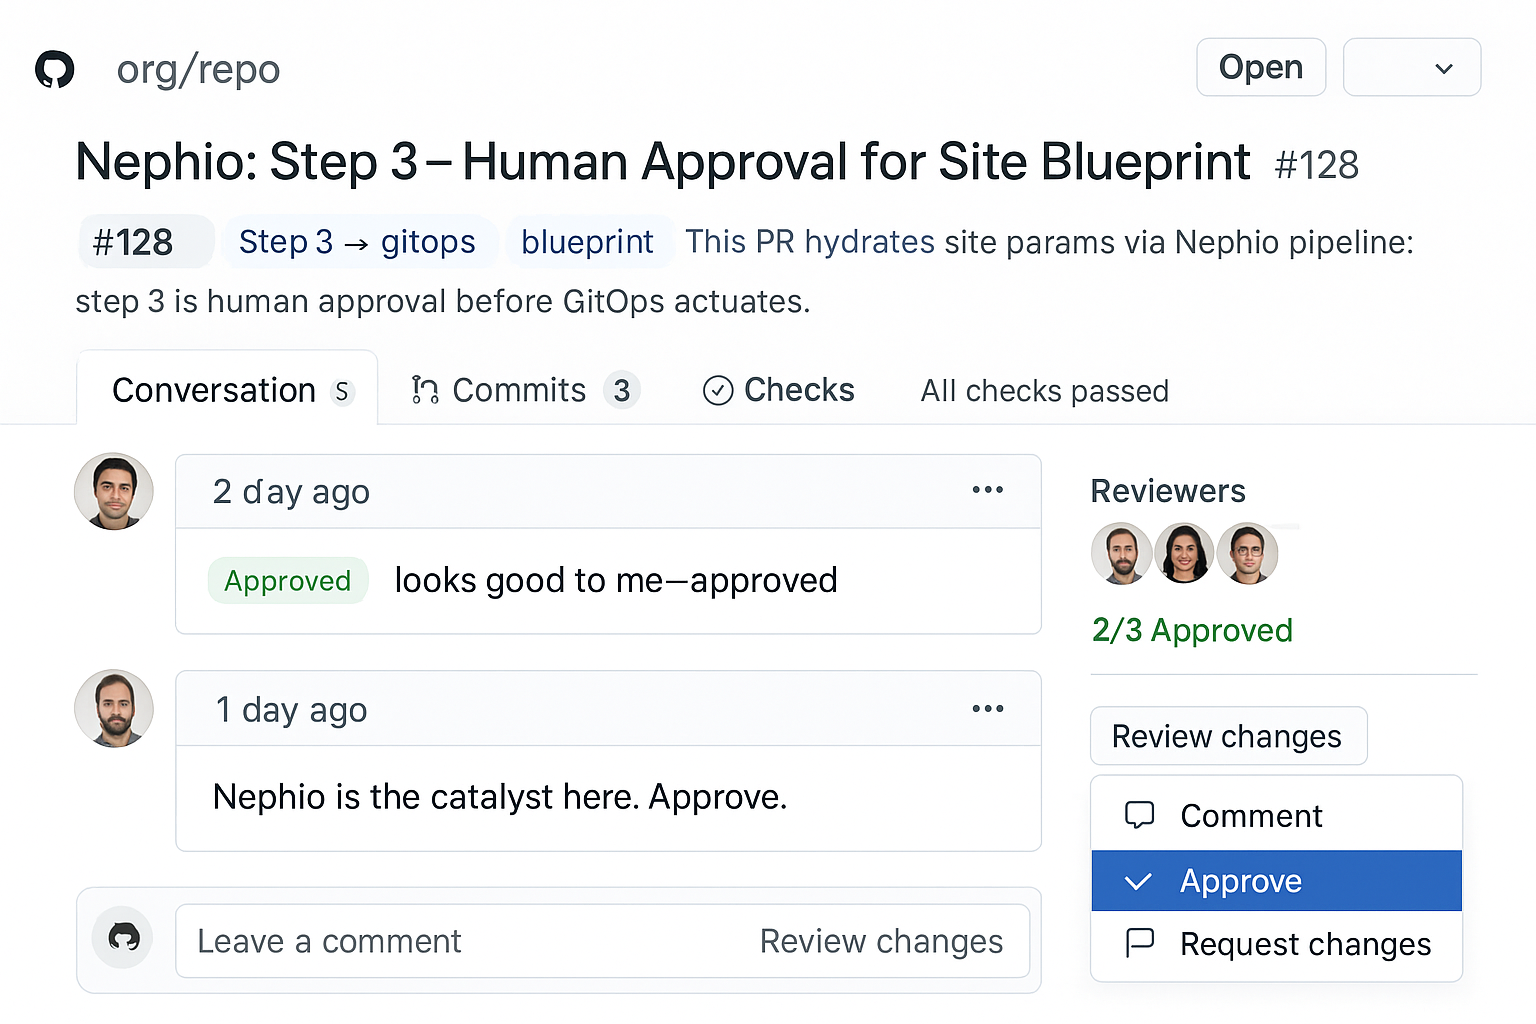 org/repo
Open
Nephio: Step 3 – Human Approval for Site Blueprint #128
#128 Step 3 → gitops blueprint This PR hydrates site params via Nephio pipeline:
step 3 is human approval before GitOps actuates.
Conversation S Commits 3 Checks All checks passed
2 day ago
Approved looks good to me—approved
1 day ago
Nephio is the catalyst here. Approve.
Leave a comment Review changes
Reviewers
2/3 Approved
Review changes
Comment
Approve
Request changes